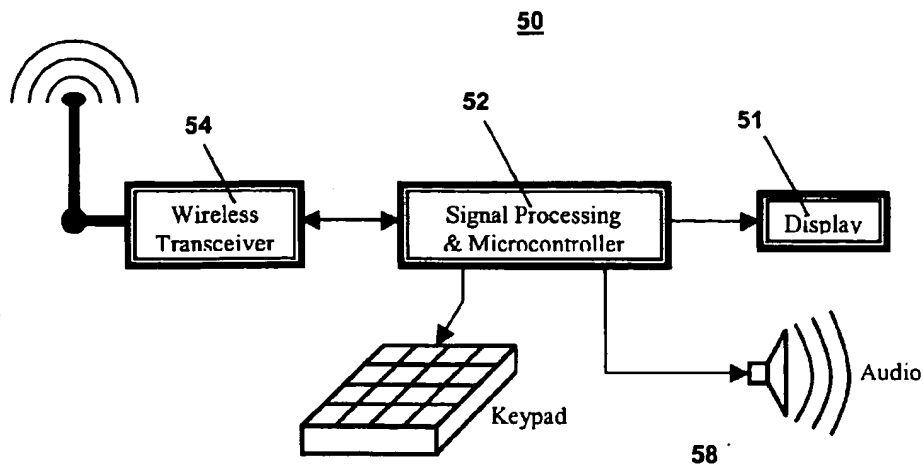 50
54
52
51
Wireless
Transceiver
Signal Processing
& Microcontroller
Display
Audio
Keypad
58